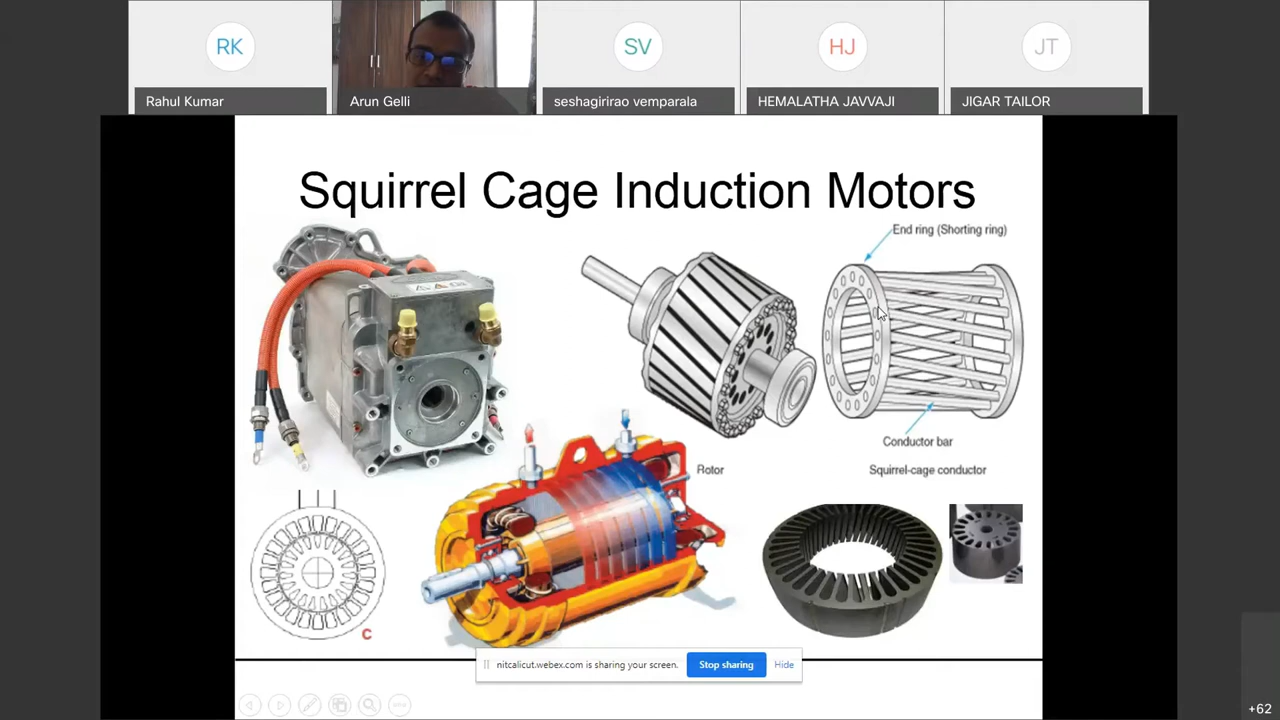 RK
SV
HJ
JT
Rahul Kumar
Arun Gelli
seshagirirao vemparala
HEMALATHA JAVVAJI
JIGAR TAILOR
Squirrel Cage Induction Motors
End ring (Shorting ring)
Conductor bar
Rotor
Squirrel-cage conductor
C
nitcalicut.webex.com is sharing your screen.
Stop sharing
Hide
+62